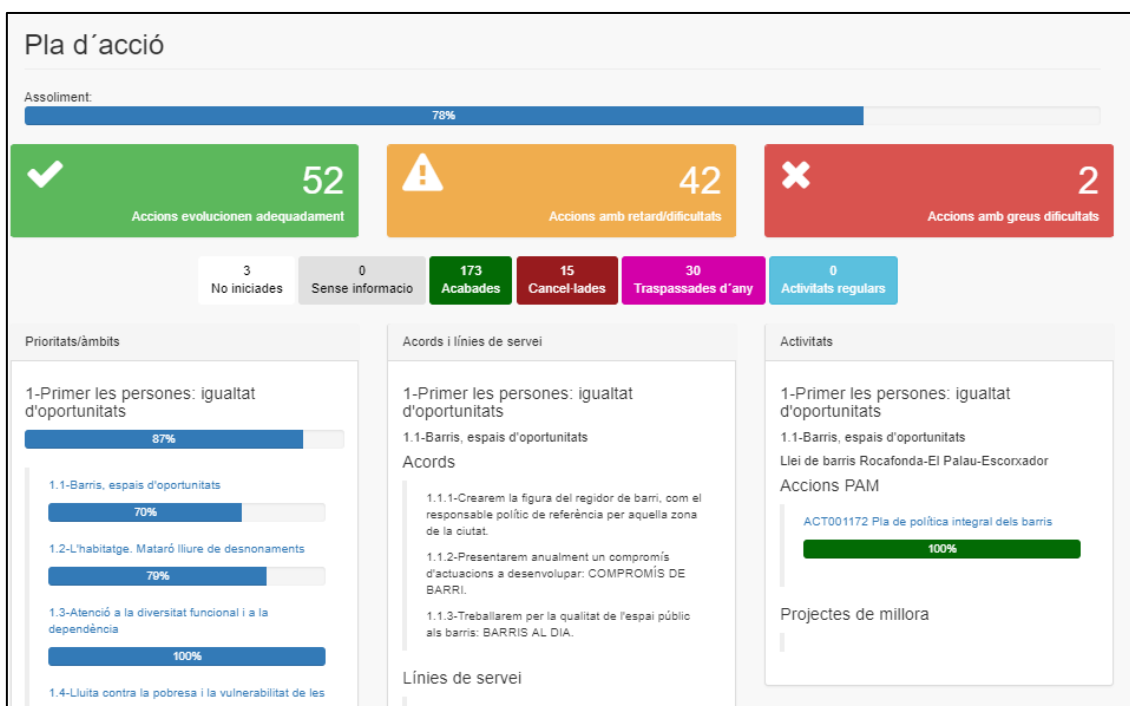 Pla d´acció
Assoliment:
78%
52
Accions evolucionen adequadament
42
Accions amb retard/dificultats
2
Accions amb greus dificultats
3
No iniciades
0
Sense informacio
173
Acabades
15
Cancel·lades
30
Traspassades d´any
0
Activitats regulars
Prioritats/àmbits
1-Primer les persones: igualtat
d'oportunitats
87%
1.1-Barris, espais d'oportunitats
70%
1.2-L'habitatge. Mataró lliure de desnonaments
79%
1.3-Atenció a la diversitat funcional i a la
dependència
100%
1.4-Lluita contra la pobresa i la vulnerabilitat de les
Acords i línies de servei
1-Primer les persones: igualtat
d'oportunitats
1.1-Barris, espais d'oportunitats
Acords
1.1.1-Crearem la figura del regidor de barri, com el
responsable polític de referència per aquella zona
de la ciutat.
1.1.2-Presentarem anualment un compromís
d'actuacions a desenvolupar: COMPROMÍS DE
BARRI.
1.1.3-Treballarem per la qualitat de l'espai públic
als barris: BARRIS AL DIA.
Línies de servei
Activitats
1-Primer les persones: igualtat
d'oportunitats
1.1-Barris, espais d'oportunitats
Llei de barris Rocafonda-El Palau-Escorxador
Accions PAM
ACT001172 Pla de política integral dels barris
100%
Projectes de millora